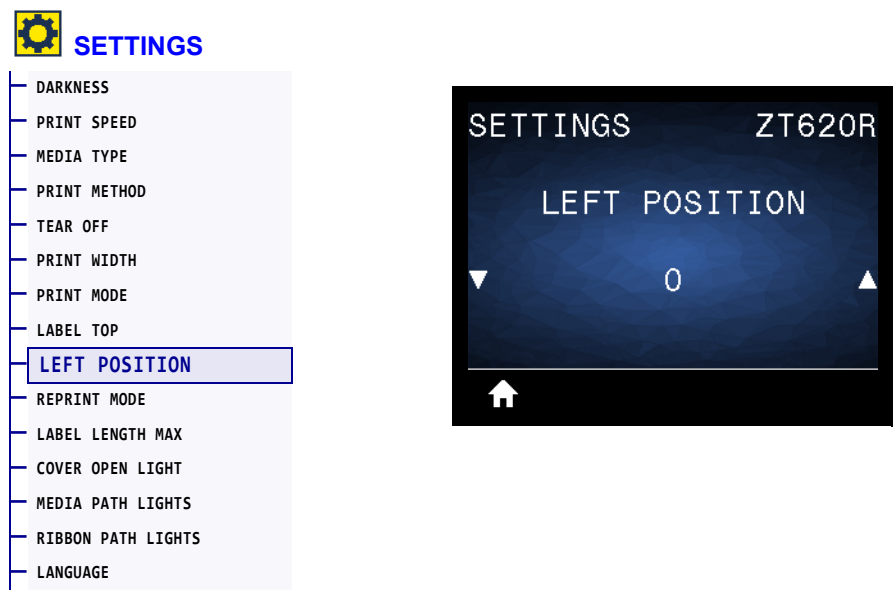 SETTINGS
DARKNESS
PRINT SPEED
MEDIA TYPE
PRINT METHOD
TEAR OFF
PRINT WIDTH
PRINT MODE
LABEL TOP
LEFT POSITION
REPRINT MODE
LABEL LENGTH MAX
COVER OPEN LIGHT
MEDIA PATH LIGHTS
RIBBON PATH LIGHTS
LANGUAGE
SETTINGS ZT620R
LEFT POSITION
0